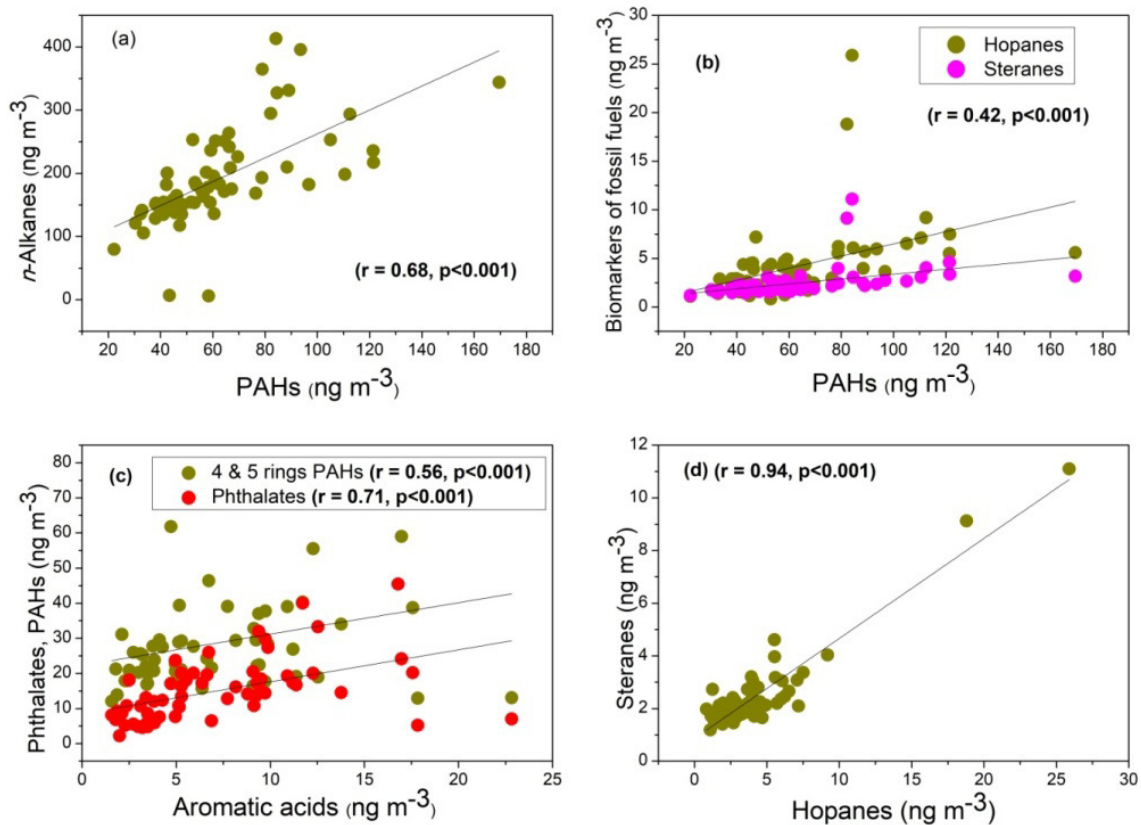 (a)
n-Alkanes (ng m⁻³)
400
300
200
100
0
(r = 0.68, p<0.001)
20 40 60 80 100 120 140 160 180
PAHs (ng m⁻³)
(b)
Biomarkers of fossil fuels (ng m⁻³)
30
25
20
15
10
5
0
Hopanes
Steranes
(r = 0.42, p<0.001)
20 40 60 80 100 120 140 160 180
PAHs (ng m⁻³)
(c)
Phthalates, PAHs (ng m⁻³)
80
70
60
50
40
30
20
10
0
4 & 5 rings PAHs (r = 0.56, p<0.001)
Phthalates (r = 0.71, p<0.001)
0 5 10 15 20 25
Aromatic acids (ng m⁻³)
(d) (r = 0.94, p<0.001)
Steranes (ng m⁻³)
12
10
8
6
4
2
0
0 5 10 15 20 25 30
Hopanes (ng m⁻³)